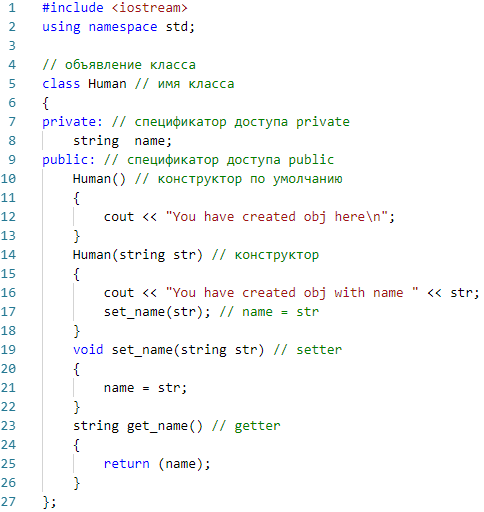 1 #include <iostream>
2 using namespace std;
3
4 // объявление класса
5 class Human // имя класса
6 {
7 private: // спецификатор доступа private
8     string  name;
9 public: // спецификатор доступа public
10     Human() // конструктор по умолчанию
11     {
12         cout << "You have created obj here\n";
13     }
14     Human(string str) // конструктор
15     {
16         cout << "You have created obj with name " << str;
17         set_name(str); // name = str
18     }
19     void set_name(string str) // setter
20     {
21         name = str;
22     }
23     string get_name() // getter
24     {
25         return (name);
26     }
27 };